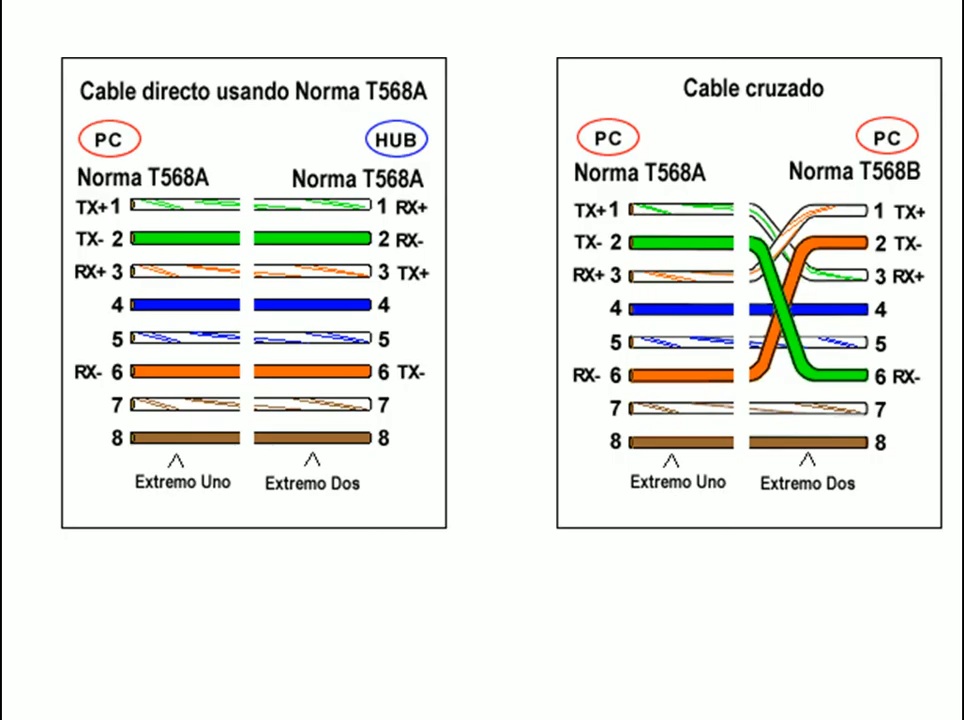 Cable directo usando Norma T568A
PC HUB
Norma T568A Norma T568A
TX+ 1 1 RX+
TX- 2 2 RX-
RX+ 3 3 TX+
4 4
5 5
RX- 6 6 TX-
7 7
8 8
Extremo Uno Extremo Dos
Cable cruzado
PC PC
Norma T568A Norma T568B
TX+ 1 1 TX+
TX- 2 2 TX-
RX+ 3 3 RX+
4 4
5 5
RX- 6 6 RX-
7 7
8 8
Extremo Uno Extremo Dos